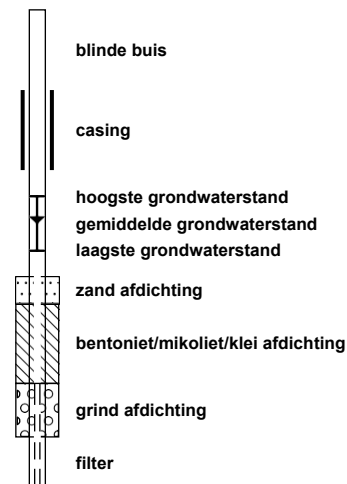 blinde buis
casing
hoogste grondwaterstand
gemiddelde grondwaterstand
laagste grondwaterstand
zand afdichting
bentoniet/mikoliet/klei afdichting
grind afdichting
filter